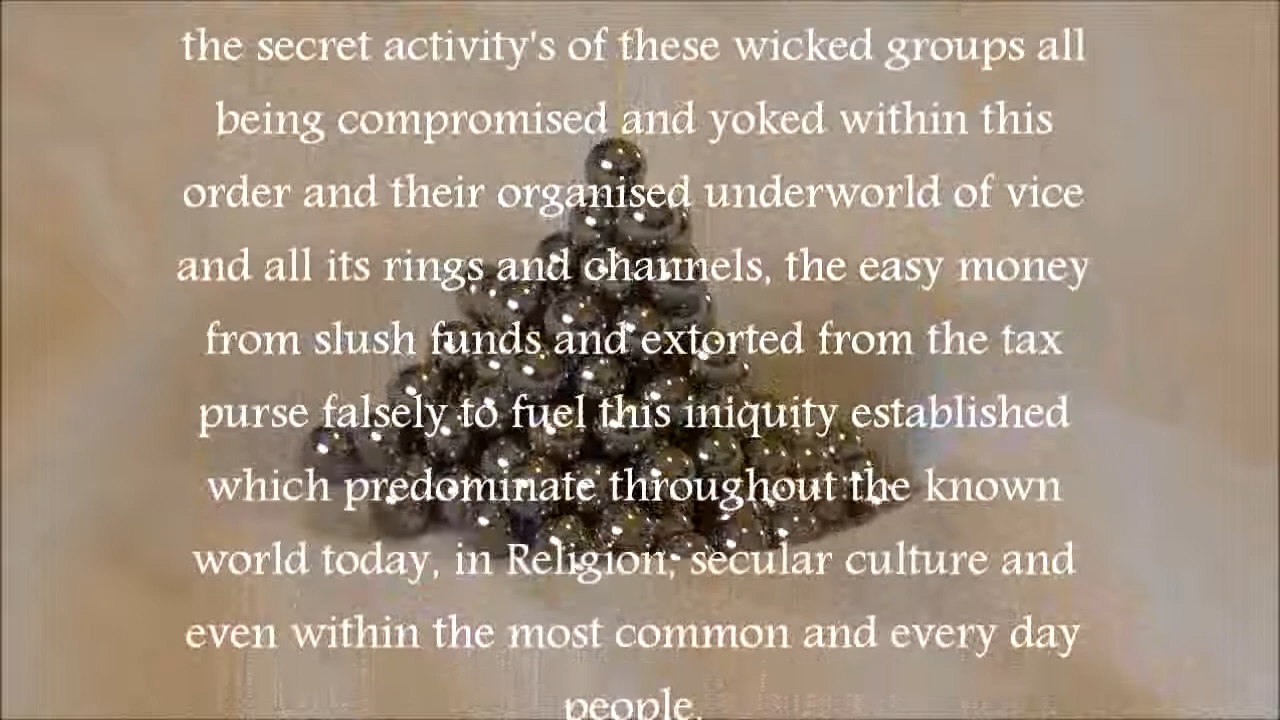 the secret activity's of these wicked groups all
being compromised and yoked within this
order and their organised underworld of vice
and all its rings and channels, the easy money
from slush funds and extorted from the tax
purse falsely to fuel this iniquity established
which predominate throughout the known
world today, in Religion, secular culture and
even within the most common and every day
people.